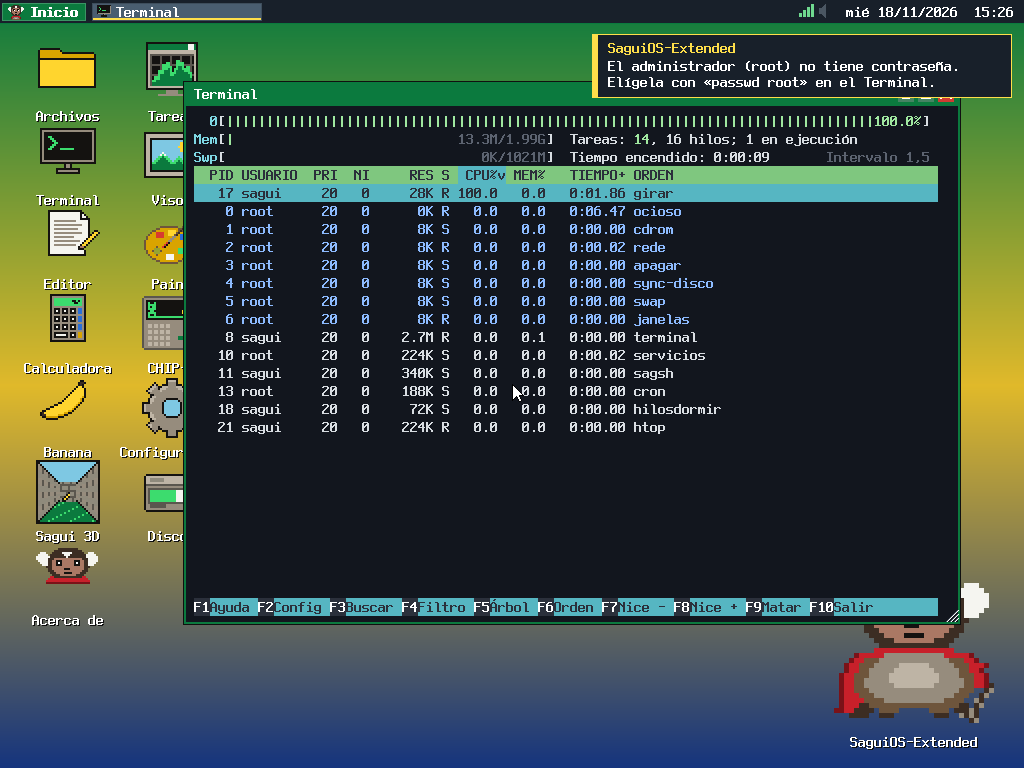 Inicio
Terminal
mié 18/11/2026 15:26
SaguiOS-Extended
El administrador (root) no tiene contraseña.
Elígela con «passwd root» en el Terminal.
Archivos
Terminal
Editor
Calculadora
CHIP-
Banana
Sagui 3D
Acerca de
Terminal
0[||||||||||||||||||||||||||||||||||||||||||||||||||||||||||||||||||||||||||||||||100.0%]
Mem[| 13.3M/1.99G] Tareas: 14, 16 hilos; 1 en ejecución
Swp[ 0K/1021M] Tiempo encendido: 0:00:09 Intervalo 1,5
PID USUARIO PRI NI RES S CPU%v MEM% TIEMPO+ ORDEN
17 sagui 20 0 28K R 100.0 0.0 0:01.86 girar
0 root 20 0 0K R 0.0 0.0 0:06.47 ocioso
1 root 20 0 8K S 0.0 0.0 0:00.00 cdrom
2 root 20 0 8K R 0.0 0.0 0:00.02 rede
3 root 20 0 8K S 0.0 0.0 0:00.00 apagar
4 root 20 0 8K S 0.0 0.0 0:00.00 sync-disco
5 root 20 0 8K S 0.0 0.0 0:00.00 swap
6 root 20 0 8K R 0.0 0.0 0:00.00 janelas
8 sagui 20 0 2.7M R 0.0 0.1 0:00.00 terminal
10 root 20 0 224K S 0.0 0.0 0:00.02 servicios
11 sagui 20 0 340K S 0.0 0.0 0:00.00 sagsh
13 root 20 0 188K S 0.0 0.0 0:00.00 cron
18 sagui 20 0 72K S 0.0 0.0 0:00.00 hilosdormir
21 sagui 20 0 224K R 0.0 0.0 0:00.00 htop
F1Ayuda F2Config F3Buscar F4Filtro F5Árbol F6Orden F7Nice - F8Nice + F9Matar F10Salir
SaguiOS-Extended